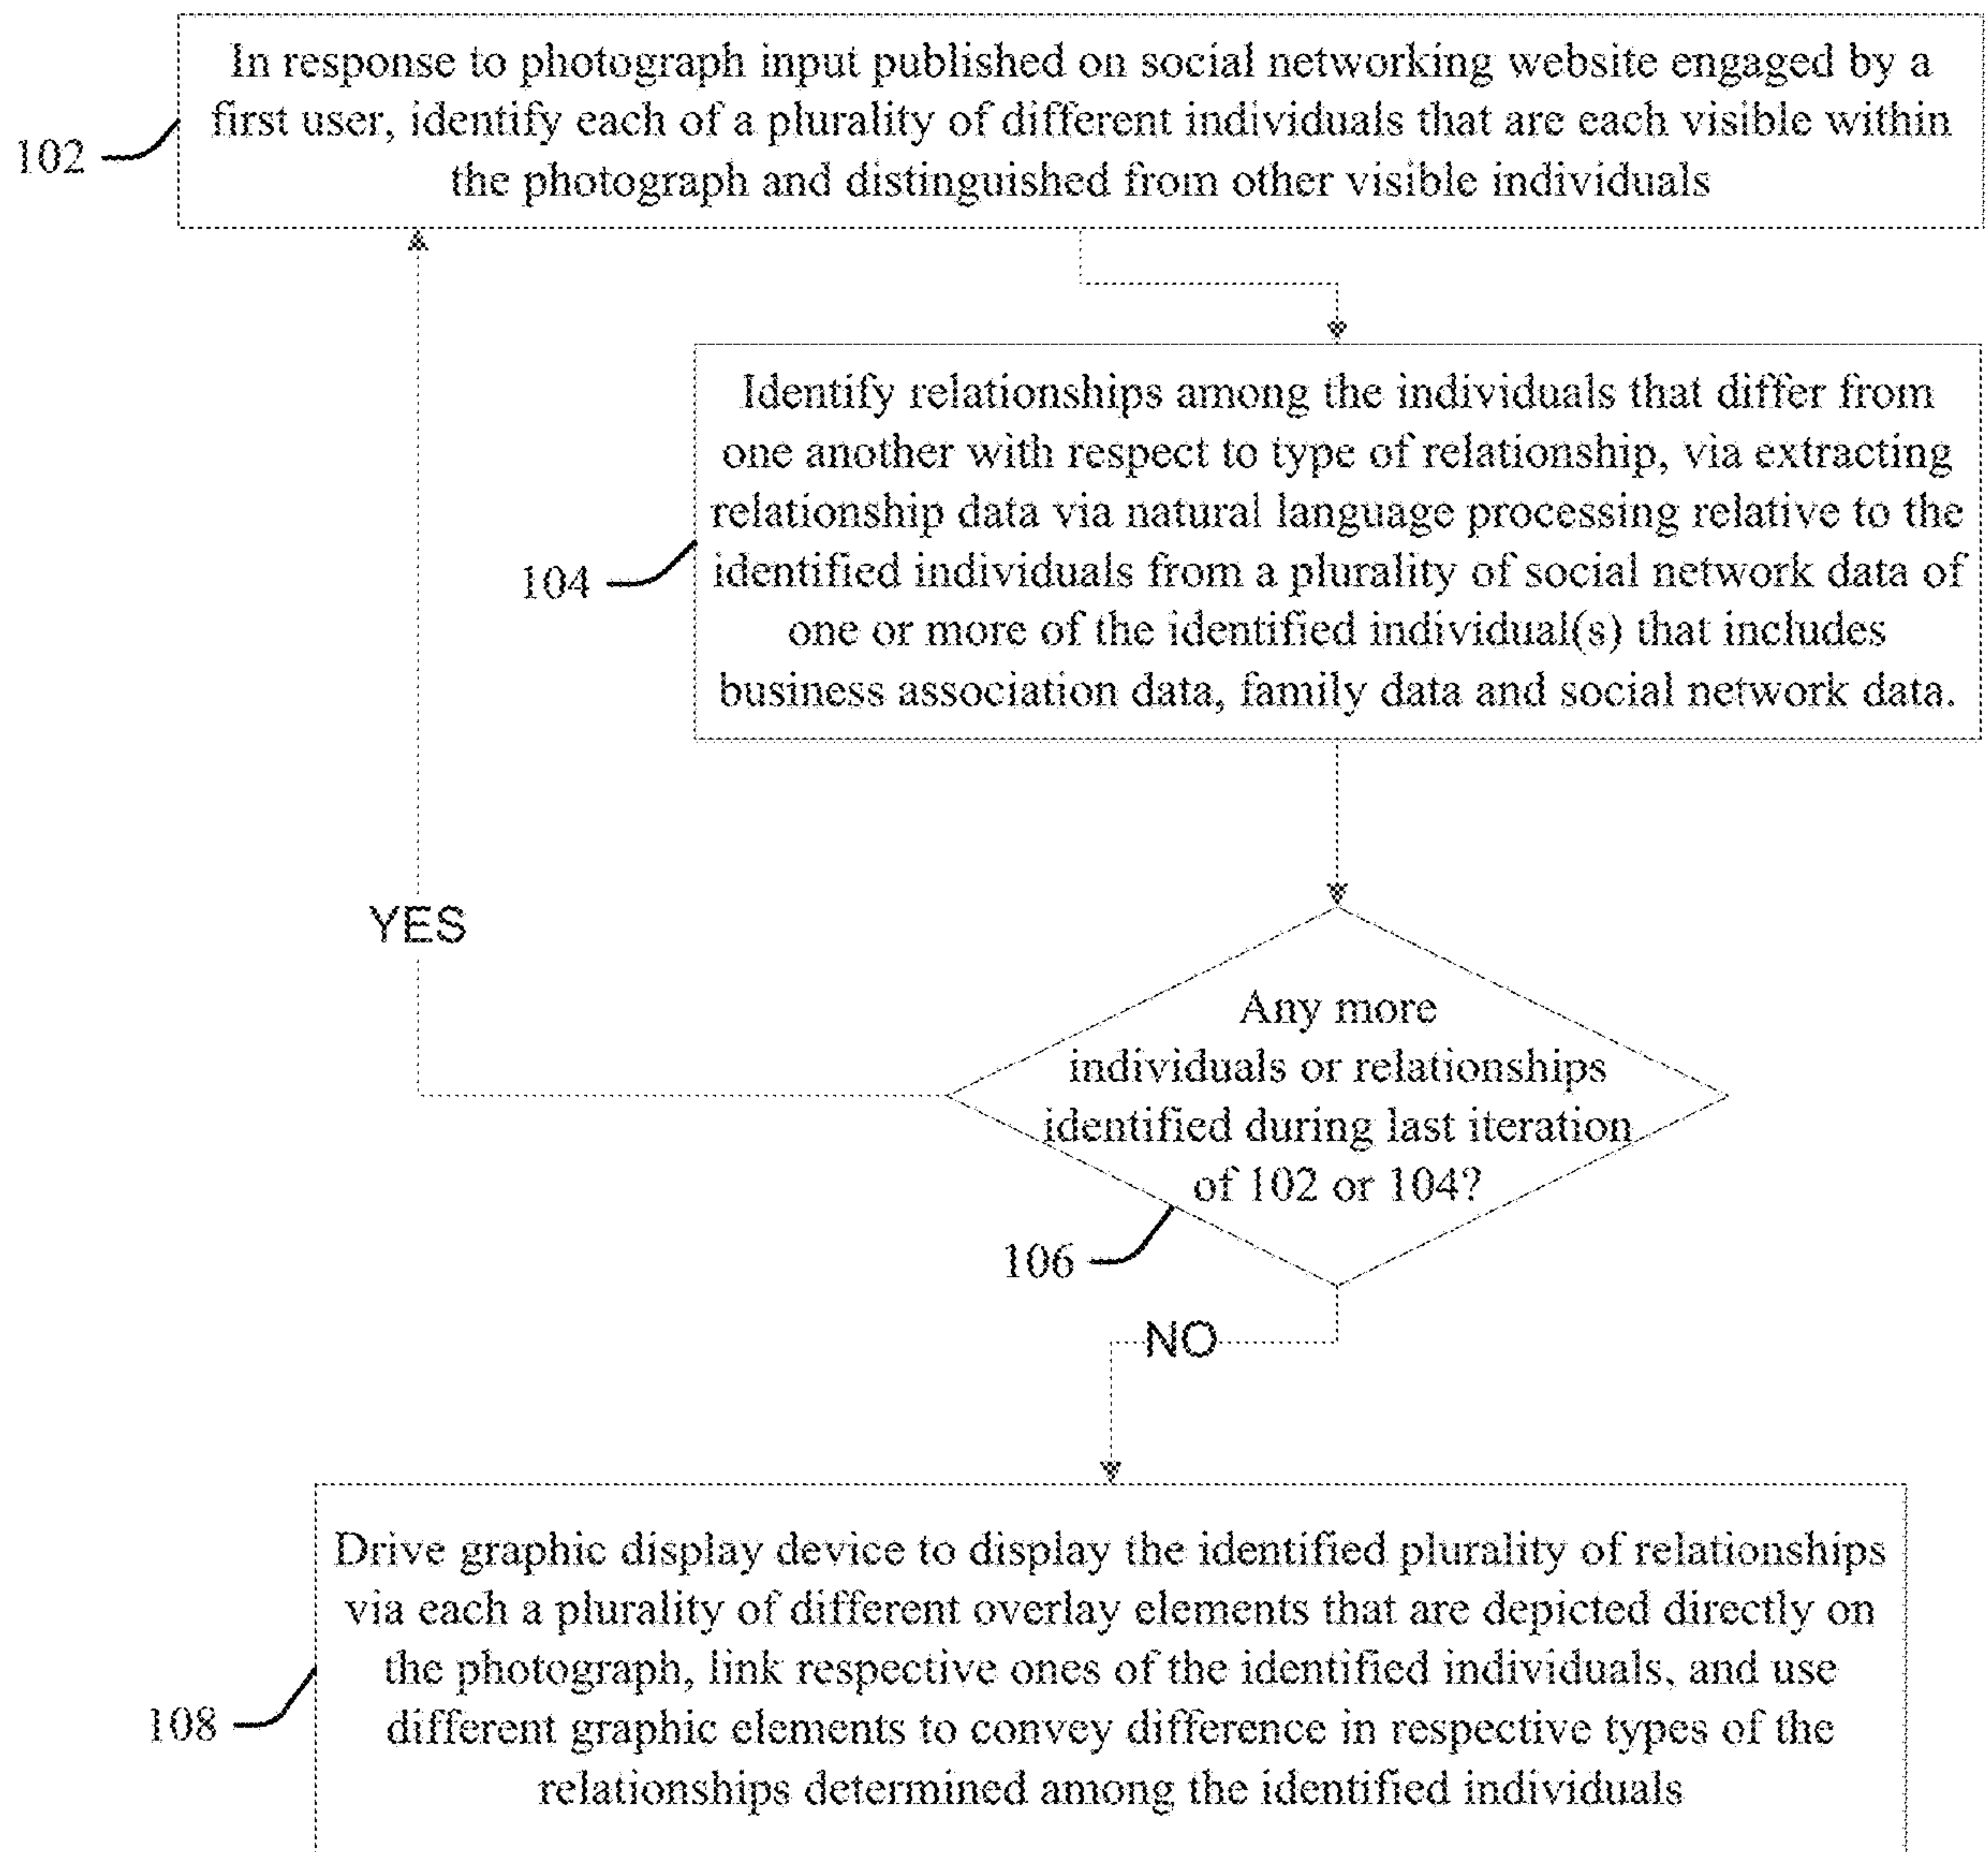 In response to photograph input published on social networking website engaged by a
first user, identify each of a plurality of different individuals that are each visible within
the photograph and distinguished from other visible individuals
102
Identify relationships among the individuals that differ from
one another with respect to type of relationship, via extracting
relationship data via natural language processing relative to the
identified individuals from a plurality of social network data of
one or more of the identified individual(s) that includes
business association data, family data and social network data.
104
YES
Any more
individuals or relationships
identified during last iteration
of 102 or 104?
106
NO
Drive graphic display device to display the identified plurality of relationships
via each a plurality of different overlay elements that are depicted directly on
the photograph, link respective ones of the identified individuals, and use
different graphic elements to convey difference in respective types of the
relationships determined among the identified individuals
108